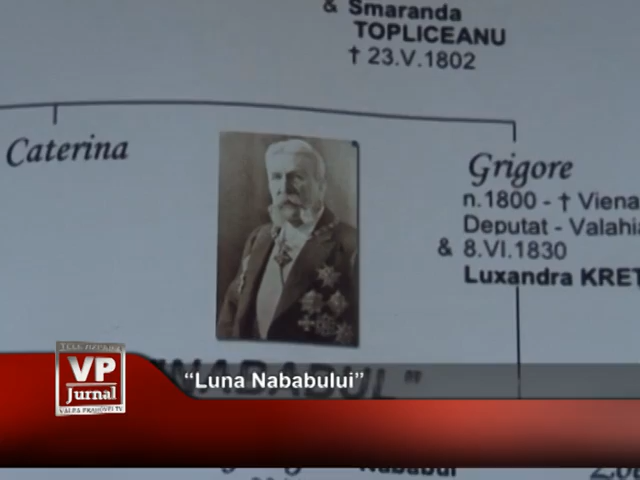 & Smaranda
TOPLICEANU
† 23.V.1802
Caterina
Grigore
n.1800 - † Viena
Deputat - Valahia
& 8.VI.1830
Luxandra KRET
NABABUL"
VP
Jurnal
VALEA PRAHOVEI TV
“Luna Nababului”
Nababul